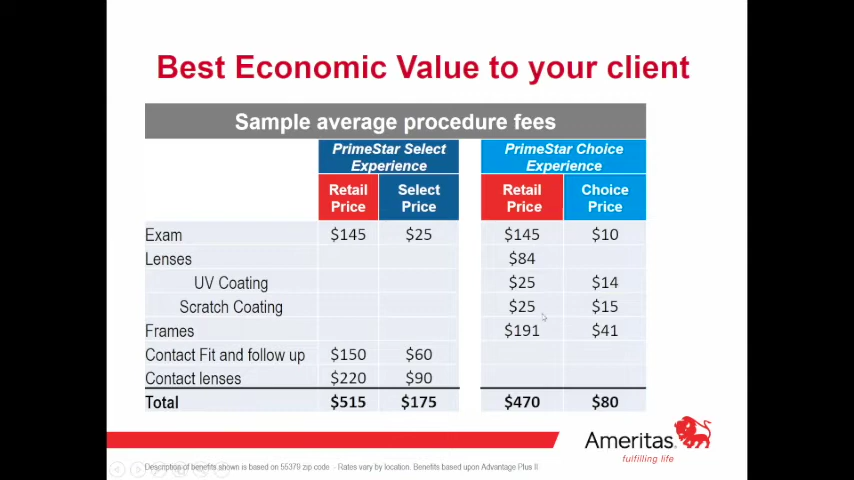 Best Economic Value to your client
Sample average procedure fees
PrimeStar Select Experience
PrimeStar Choice Experience
Retail Price
Select Price
Retail Price
Choice Price
Exam $145 $25 $145 $10
Lenses $84
UV Coating $25 $14
Scratch Coating $25 $15
Frames $191 $41
Contact Fit and follow up $150 $60
Contact lenses $220 $90
Total $515 $175 $470 $80
Ameritas
fulfilling life
Description of benefits shown is based on 55379 zip code - Rates vary by location. Benefits based upon Advantage Plus II